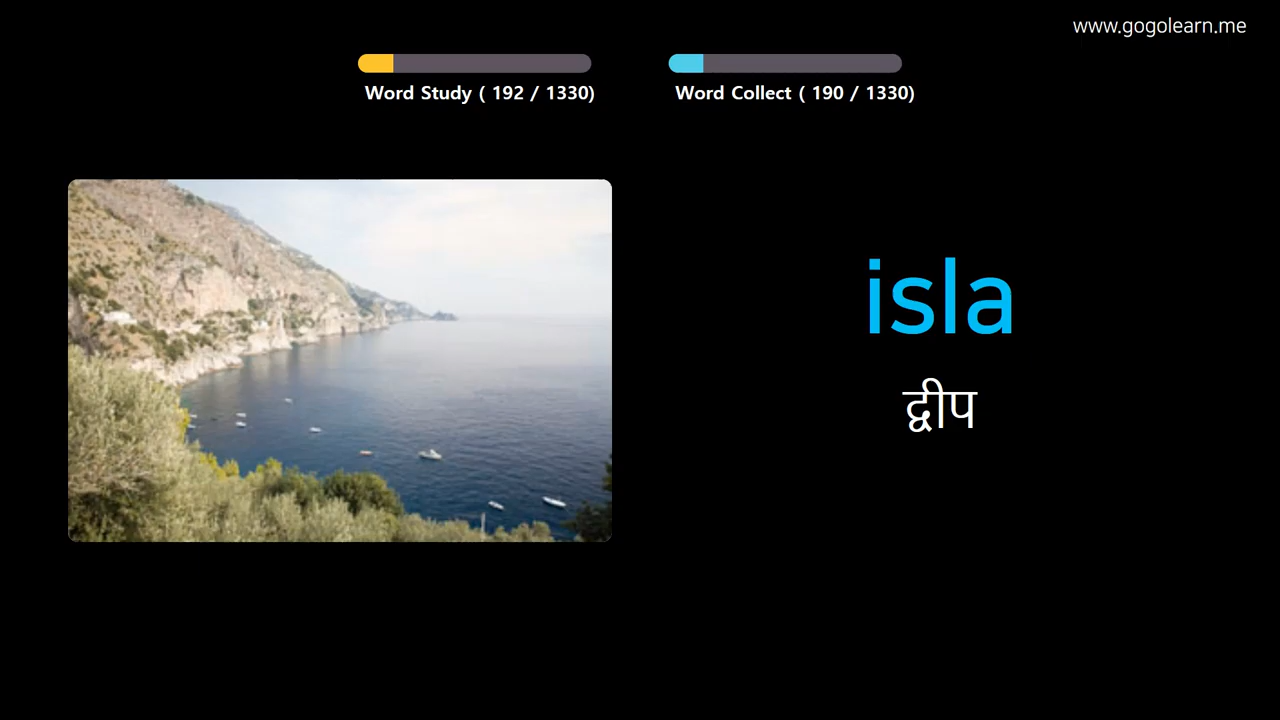 www.gogolearn.me
Word Study ( 192 / 1330)
Word Collect ( 190 / 1330)
isla
द्वीप